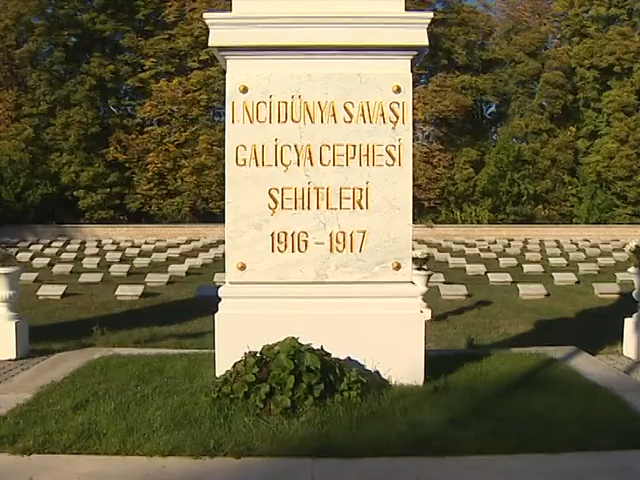 I.NCİ DÜNYA SAVAŞI
GALİÇYA CEPHESİ
ŞEHİTLERİ
1916-1917